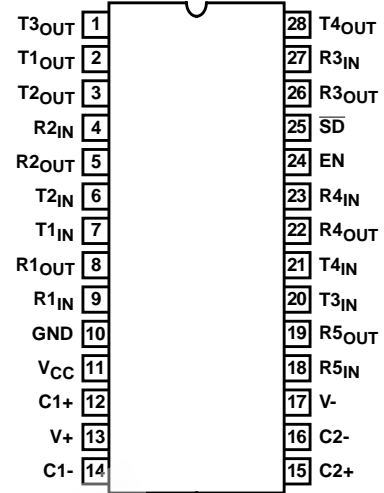 T3OUT 1 28 T4OUT
T1OUT 2 27 R3IN
T2OUT 3 26 R3OUT
R2IN 4 25 S̅D̅
R2OUT 5 24 EN
T2IN 6 23 R4IN
T1IN 7 22 R4OUT
R1OUT 8 21 T4IN
R1IN 9 20 T3IN
GND 10 19 R5OUT
VCC 11 18 R5IN
C1+ 12 17 V-
V+ 13 16 C2-
C1- 14 15 C2+